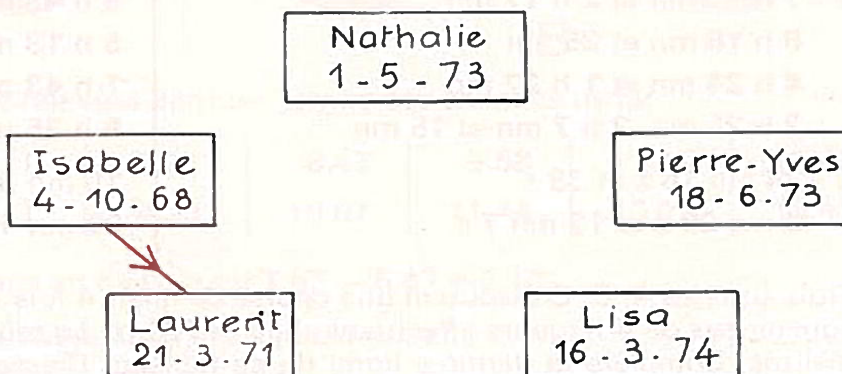 Nathalie
1-5-73
Isabelle
4-10.68
Pierre-Yves
18-6.73
Laurent
21.3.71
Lisa
16.3.74